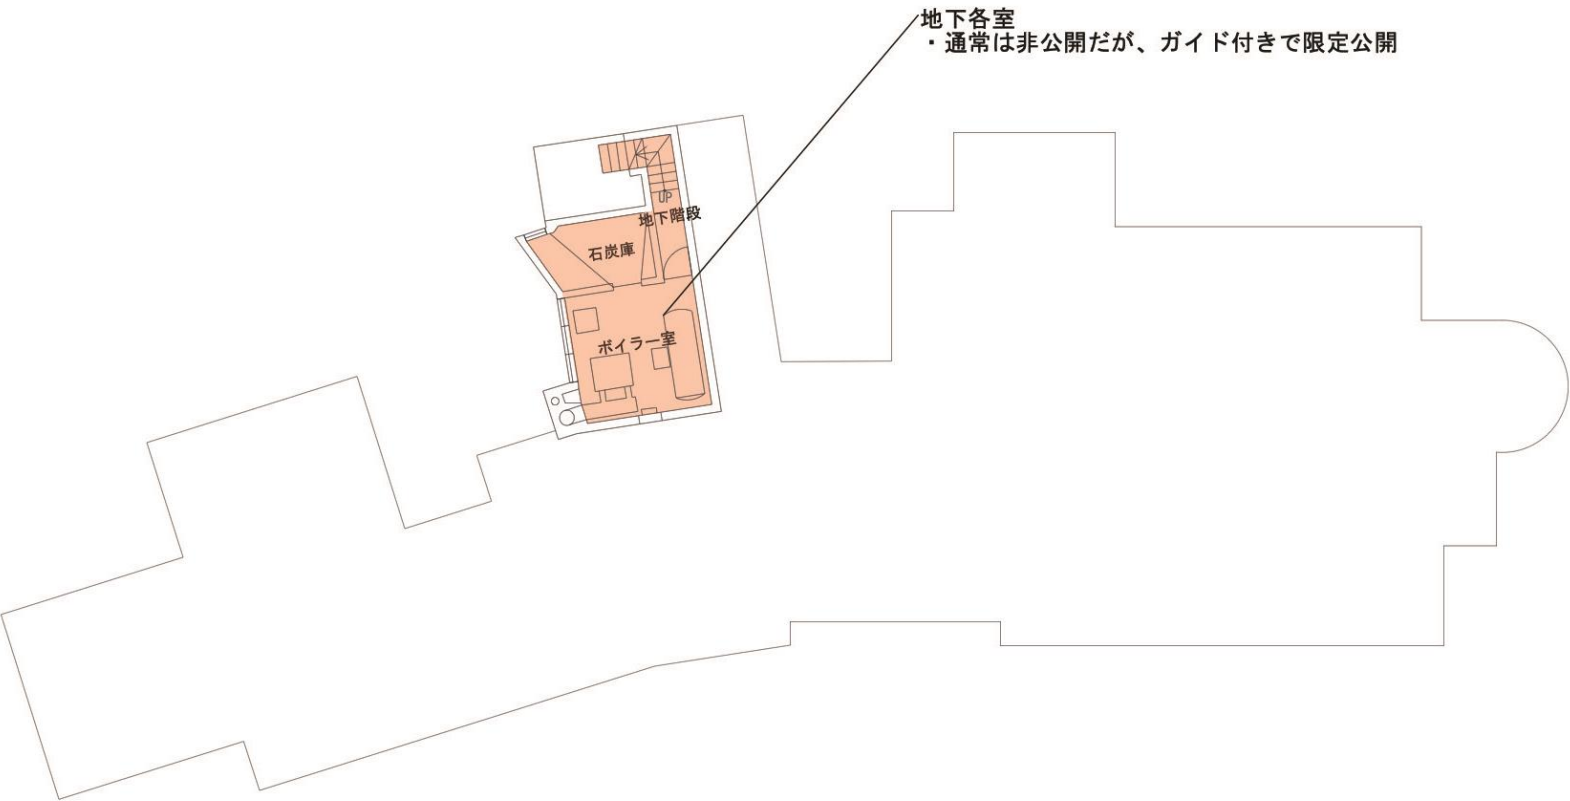 地下各室
・通常は非公開だが、ガイド付きで限定公開
UP
地下階段
石炭庫
ボイラー室